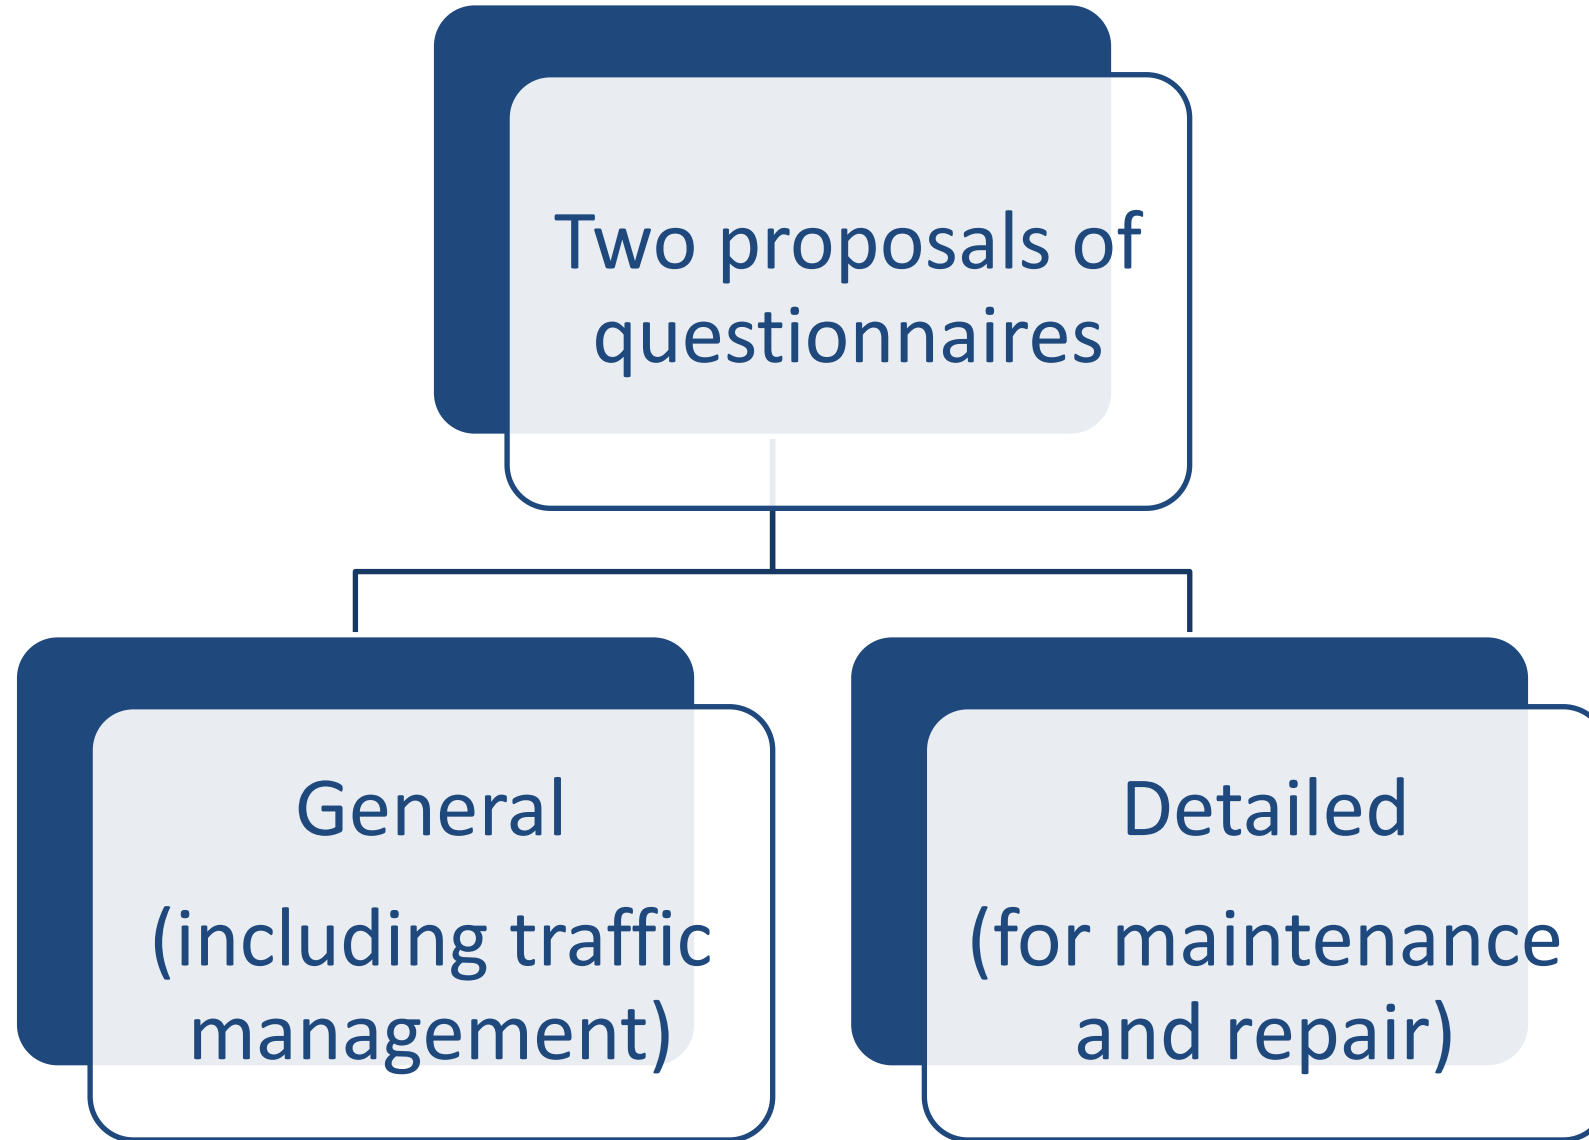 Two proposals of
questionnaires
General
(including traffic
management)
Detailed
(for maintenance
and repair)